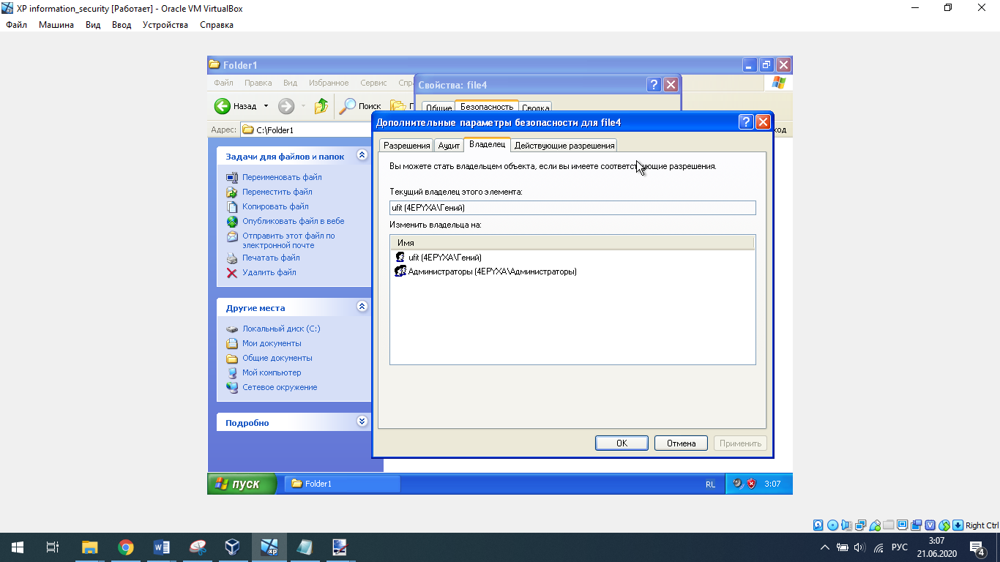 XP information_security [Работает] - Oracle VM VirtualBox
Файл Машина Вид Ввод Устройства Справка
Folder1
Файл Правка Вид Избранное Сервис Спр
Свойства: file4
Назад Поиск П
Общие Безопасность Сводка
Дополнительные параметры безопасности для file4
Адрес: C:\Folder1 ход
Разрешения Аудит Владелец Действующие разрешения
Вы можете стать владельцем объекта, если вы имеете соответствующие разрешения.
Текущий владелец этого элемента:
ufit (4EPYXA\Гений)
Изменить владельца на:
Имя
ufit (4EPYXA\Гений)
Администраторы (4EPYXA\Администраторы)
OK Отмена Применить
Задачи для файлов и папок
Переименовать файл
Переместить файл
Копировать файл
Опубликовать файл в вебе
Отправить этот файл по
электронной почте
Печатать файл
Удалить файл
Другие места
Локальный диск (C:)
Мои документы
Общие документы
Мой компьютер
Сетевое окружение
Подробно
пуск Folder1 RL 3:07
Right Ctrl
РУС 3:07
21.06.2020
4